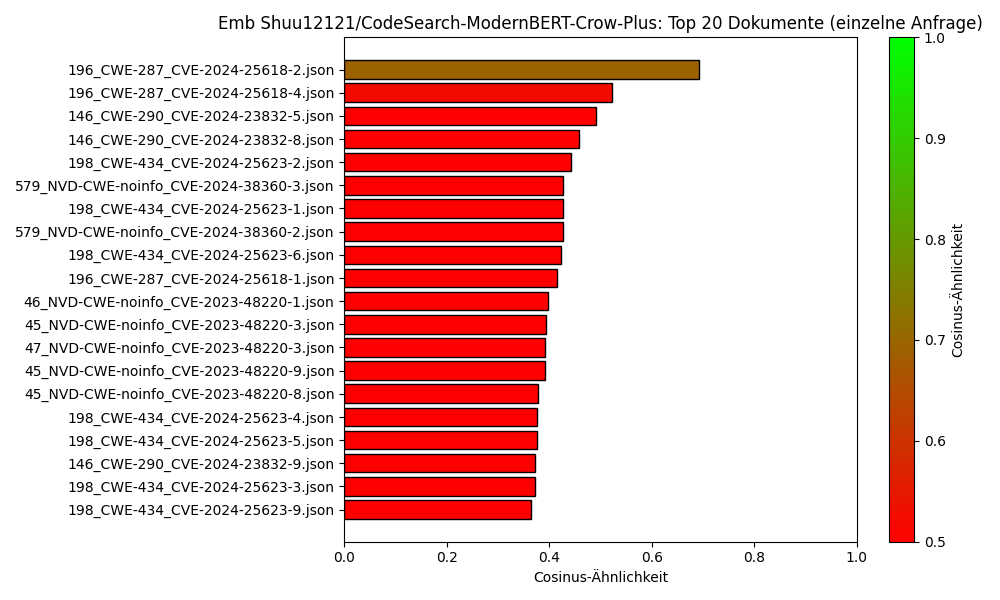 Emb Shuu12121/CodeSearch-ModernBERT-Crow-Plus: Top 20 Dokumente (einzelne Anfrage)
196_CWE-287_CVE-2024-25618-2.json
196_CWE-287_CVE-2024-25618-4.json
146_CWE-290_CVE-2024-23832-5.json
146_CWE-290_CVE-2024-23832-8.json
198_CWE-434_CVE-2024-25623-2.json
579_NVD-CWE-noinfo_CVE-2024-38360-3.json
198_CWE-434_CVE-2024-25623-1.json
579_NVD-CWE-noinfo_CVE-2024-38360-2.json
198_CWE-434_CVE-2024-25623-6.json
196_CWE-287_CVE-2024-25618-1.json
46_NVD-CWE-noinfo_CVE-2023-48220-1.json
45_NVD-CWE-noinfo_CVE-2023-48220-3.json
47_NVD-CWE-noinfo_CVE-2023-48220-3.json
45_NVD-CWE-noinfo_CVE-2023-48220-9.json
45_NVD-CWE-noinfo_CVE-2023-48220-8.json
198_CWE-434_CVE-2024-25623-4.json
198_CWE-434_CVE-2024-25623-5.json
146_CWE-290_CVE-2024-23832-9.json
198_CWE-434_CVE-2024-25623-3.json
198_CWE-434_CVE-2024-25623-9.json
0.0 0.2 0.4 0.6 0.8 1.0
Cosinus-Ähnlichkeit
1.0
0.9
0.8
0.7
0.6
0.5
Cosinus-Ähnlichkeit